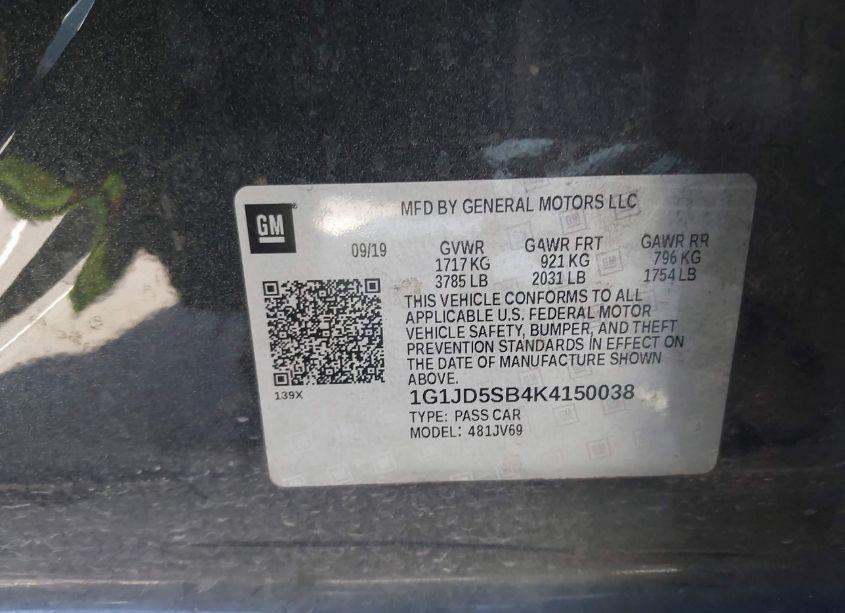 MFD BY GENERAL MOTORS LLC
GM
09/19 GVWR GAWR FRT GAWR RR
1717 KG 921 KG 796 KG
3785 LB 2031 LB 1754 LB
THIS VEHICLE CONFORMS TO ALL
APPLICABLE U.S. FEDERAL MOTOR
VEHICLE SAFETY, BUMPER, AND THEFT
PREVENTION STANDARDS IN EFFECT ON
THE DATE OF MANUFACTURE SHOWN
ABOVE.
139X
1G1JD5SB4K4150038
TYPE: PASS CAR
MODEL: 481JV69